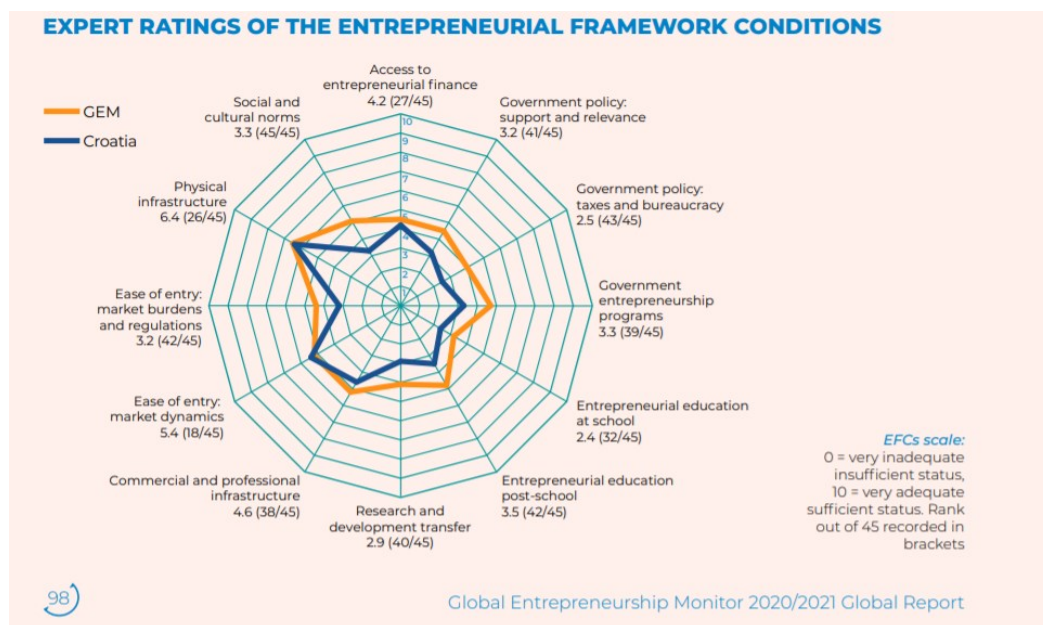 EXPERT RATINGS OF THE ENTREPRENEURIAL FRAMEWORK CONDITIONS
GEM
Croatia
Access to
entrepreneurial finance
4.2 (27/45)
Government policy:
support and relevance
3.2 (41/45)
Government policy:
taxes and bureaucracy
2.5 (43/45)
Government
entrepreneurship
programs
3.3 (39/45)
Entrepreneurial education
at school
2.4 (32/45)
Entrepreneurial education
post-school
3.5 (42/45)
Research and
development transfer
2.9 (40/45)
Commercial and professional
infrastructure
4.6 (38/45)
Ease of entry:
market dynamics
5.4 (18/45)
Ease of entry:
market burdens
and regulations
3.2 (42/45)
Physical
infrastructure
6.4 (26/45)
Social and
cultural norms
3.3 (45/45)
10
9
8
7
6
5
4
3
2
1
EFCs scale:
0 = very inadequate
insufficient status,
10 = very adequate
sufficient status. Rank
out of 45 recorded in
brackets
98
Global Entrepreneurship Monitor 2020/2021 Global Report